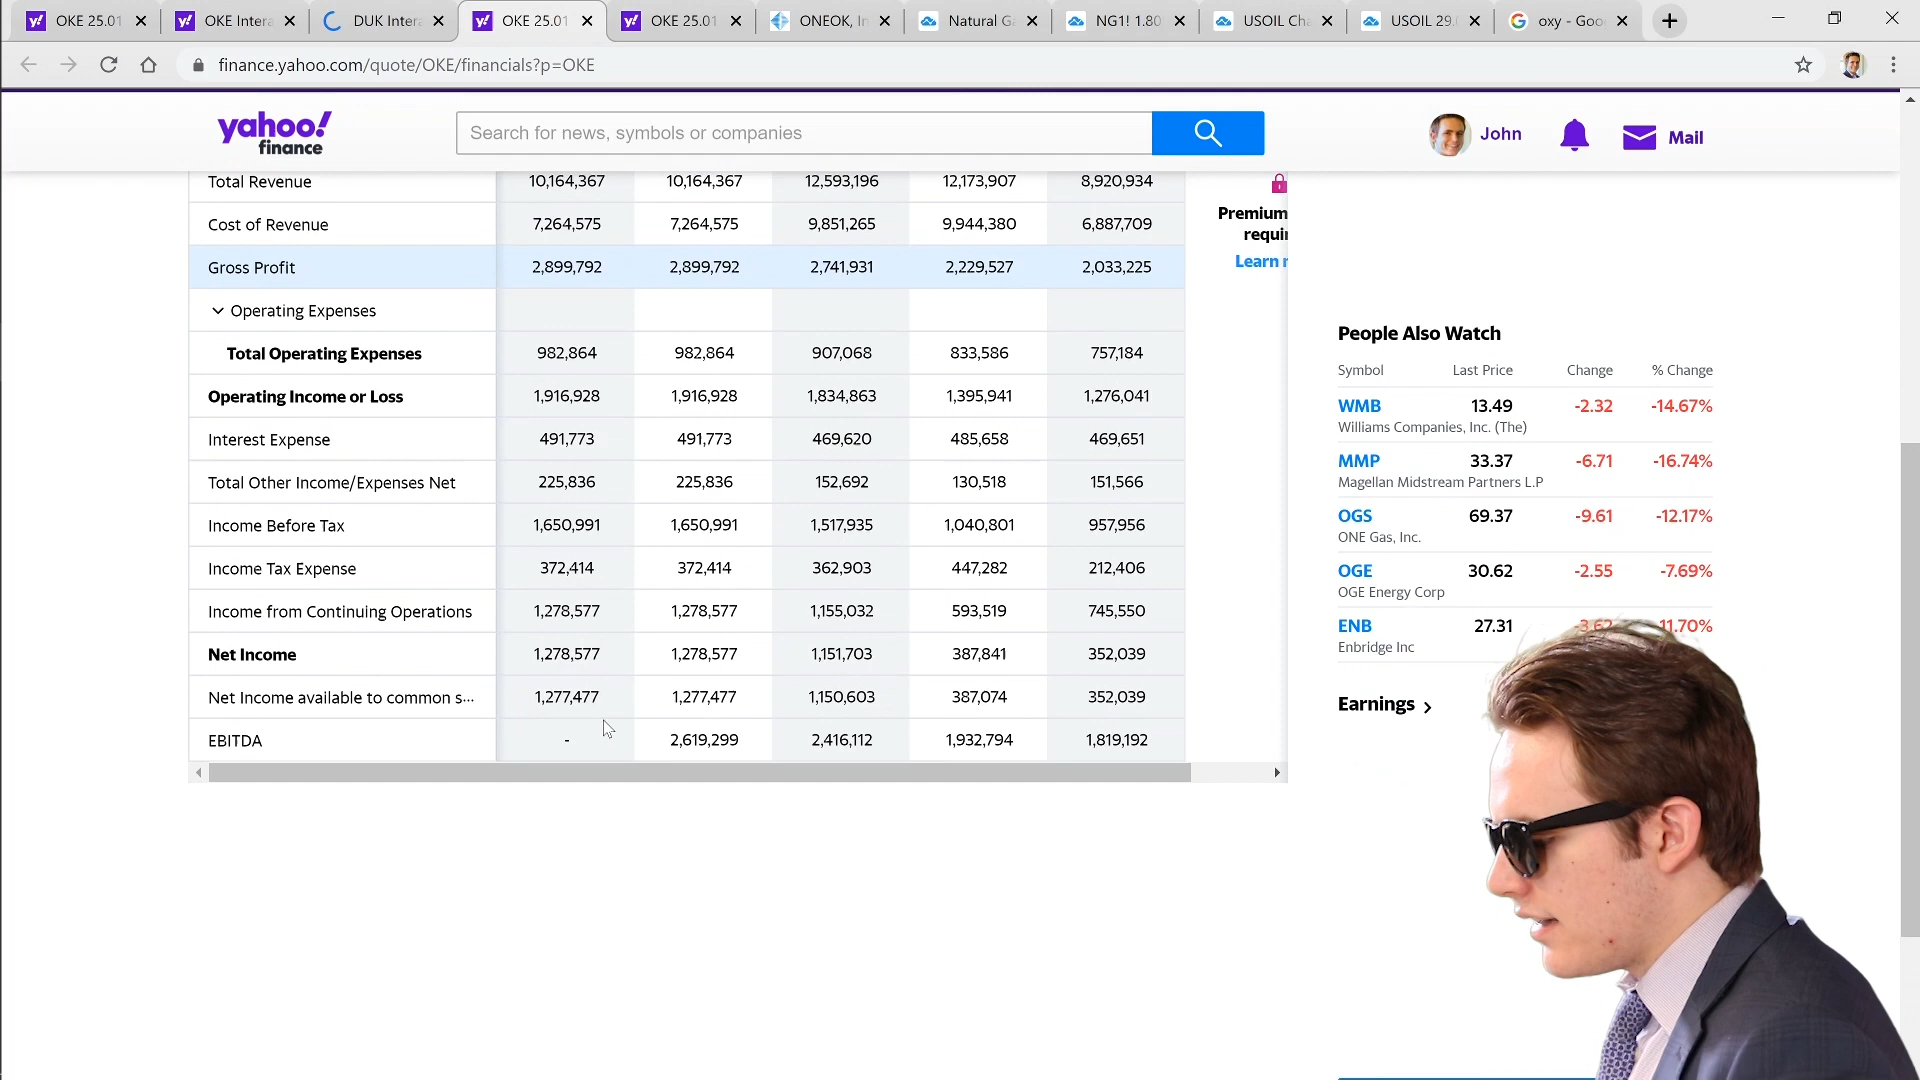 OKE 25.01
OKE Intera
DUK Intera
OKE 25.01
OKE 25.01
ONEOK, In
Natural Ga
NG1! 1.80
USOIL Cha
USOIL 29.
oxy - Goo
finance.yahoo.com/quote/OKE/financials?p=OKE
yahoo!
finance
Search for news, symbols or companies
John
Mail
Total Revenue 10,164,367 10,164,367 12,593,196 12,173,907 8,920,934
Cost of Revenue 7,264,575 7,264,575 9,851,265 9,944,380 6,887,709
Gross Profit 2,899,792 2,899,792 2,741,931 2,229,527 2,033,225
Operating Expenses
Total Operating Expenses 982,864 982,864 907,068 833,586 757,184
Operating Income or Loss 1,916,928 1,916,928 1,834,863 1,395,941 1,276,041
Interest Expense 491,773 491,773 469,620 485,658 469,651
Total Other Income/Expenses Net 225,836 225,836 152,692 130,518 151,566
Income Before Tax 1,650,991 1,650,991 1,517,935 1,040,801 957,956
Income Tax Expense 372,414 372,414 362,903 447,282 212,406
Income from Continuing Operations 1,278,577 1,278,577 1,155,032 593,519 745,550
Net Income 1,278,577 1,278,577 1,151,703 387,841 352,039
Net Income available to common s... 1,277,477 1,277,477 1,150,603 387,074 352,039
EBITDA - 2,619,299 2,416,112 1,932,794 1,819,192
Premium
requir
Learn
People Also Watch
Symbol Last Price Change % Change
WMB 13.49 -2.32 -14.67%
Williams Companies, Inc. (The)
MMP 33.37 -6.71 -16.74%
Magellan Midstream Partners L.P
OGS 69.37 -9.61 -12.17%
ONE Gas, Inc.
OGE 30.62 -2.55 -7.69%
OGE Energy Corp
ENB 27.31 -3.62 11.70%
Enbridge Inc
Earnings